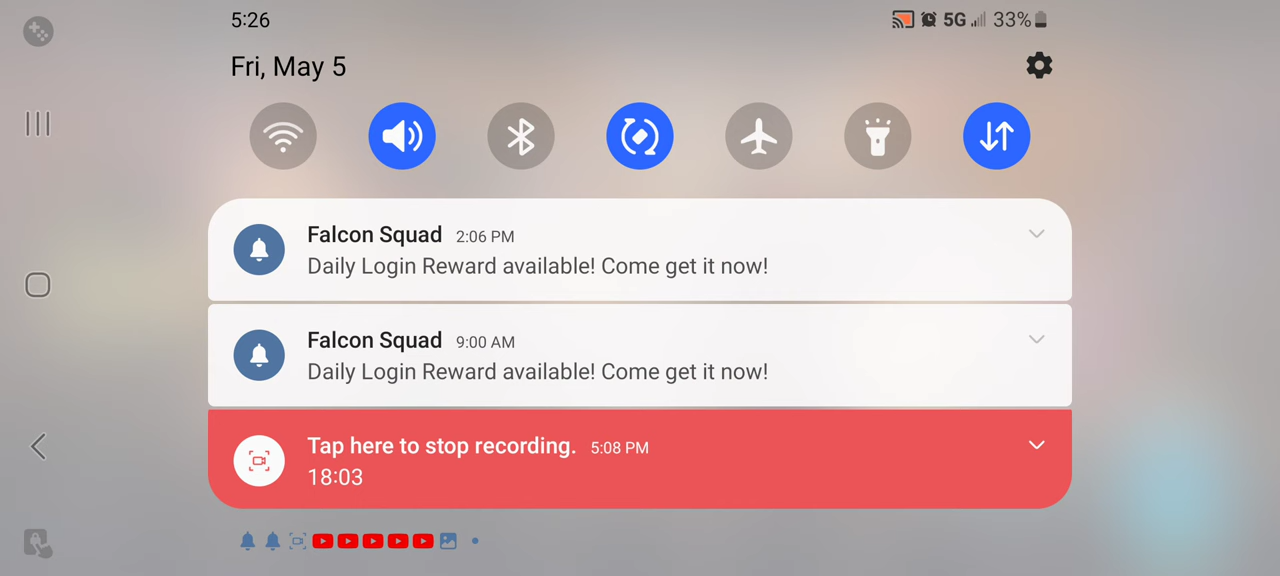 5:26
5G 33%
Fri, May 5
Falcon Squad 2:06 PM
Daily Login Reward available! Come get it now!
Falcon Squad 9:00 AM
Daily Login Reward available! Come get it now!
Tap here to stop recording. 5:08 PM
18:03